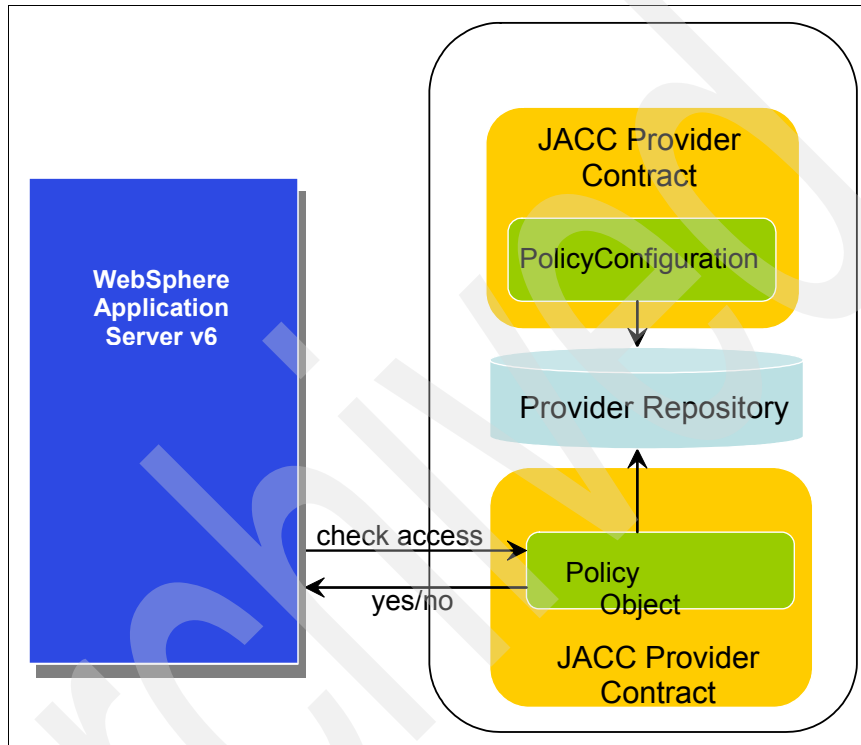 JACC Provider
Contract
PolicyConfiguration
WebSphere
Application
Server v6
Provider Repository
check access
yes/no
Policy
Object
JACC Provider
Contract
Archived